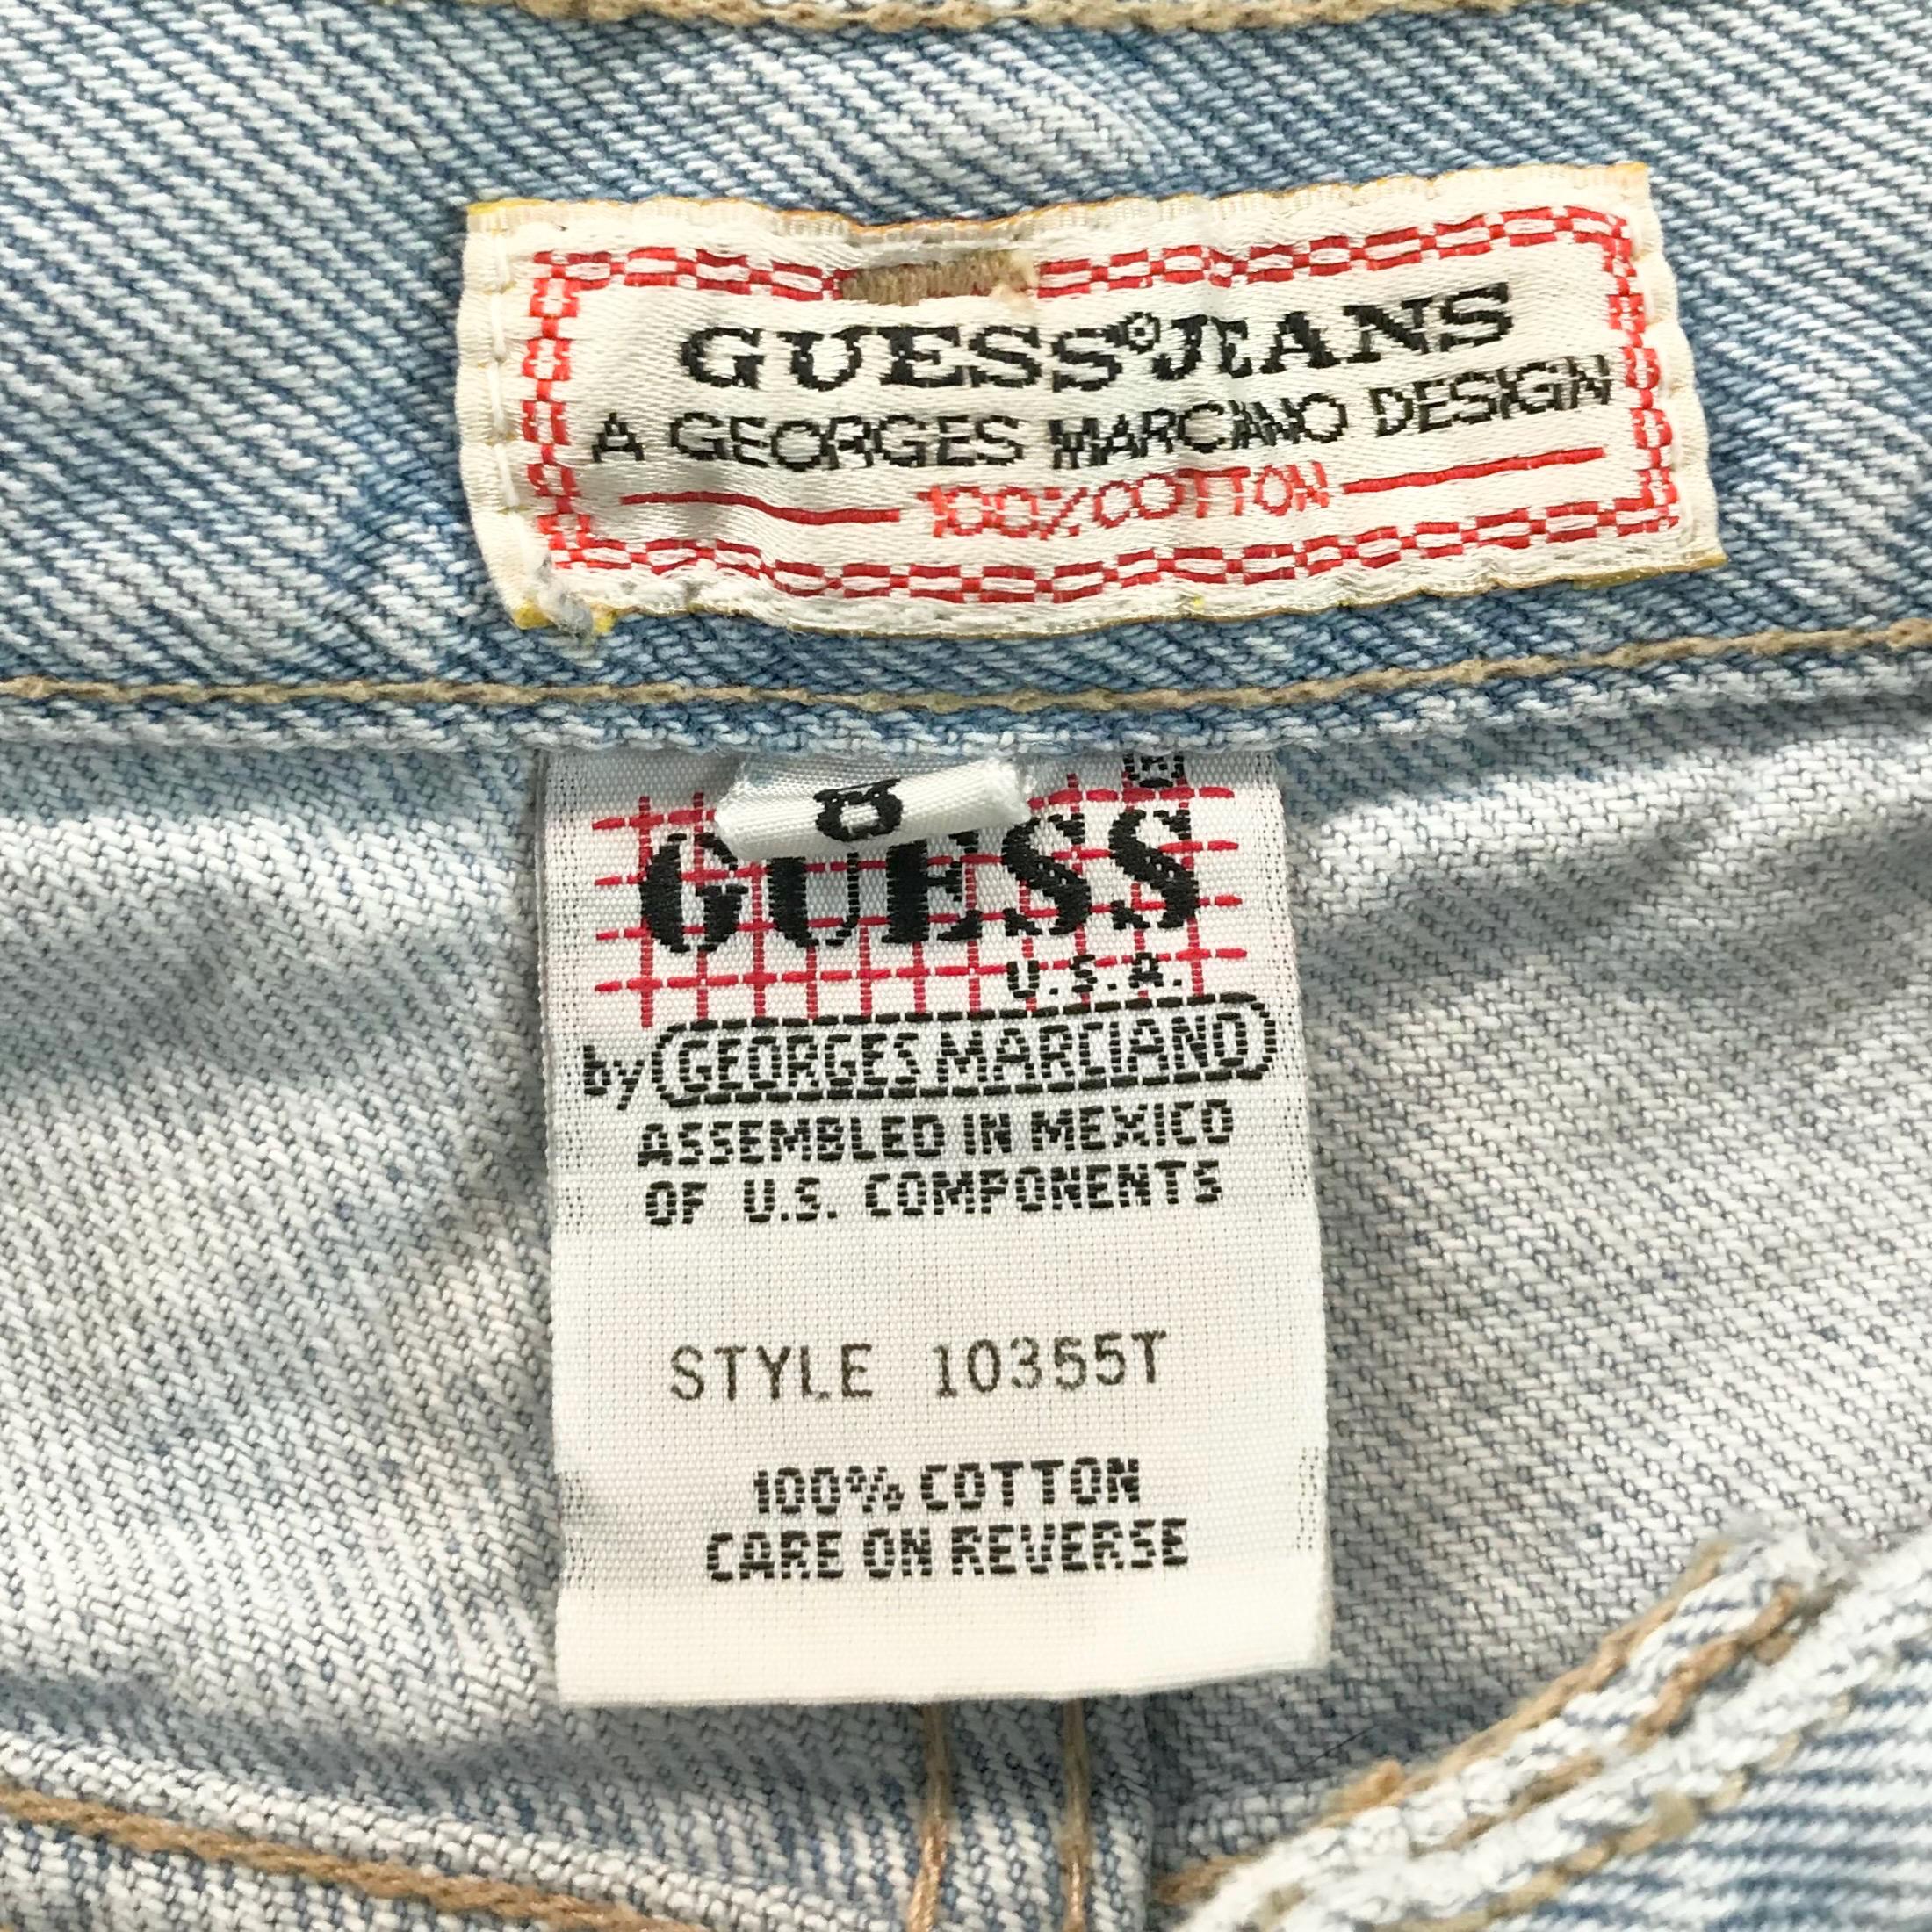 GUESS®JEANS
A GEORGES MARCIANO DESIGN
100% COTTON
8
®
GUESS
U.S.A.
by GEORGES MARCIANO
ASSEMBLED IN MEXICO
OF U.S. COMPONENTS
STYLE 10355T
100% COTTON
CARE ON REVERSE